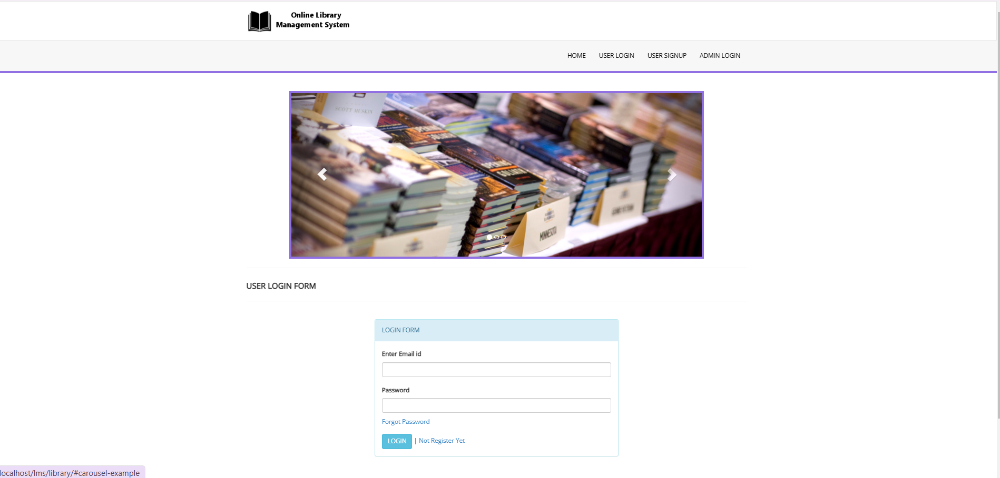 Online Library
Management System
HOME
USER LOGIN
USER SIGNUP
ADMIN LOGIN
SCOTT MUSKIN
MINNESOTA
USER LOGIN FORM
LOGIN FORM
Enter Email id
Password
Forgot Password
LOGIN
| Not Register Yet
localhost/lms/library/#carousel-example